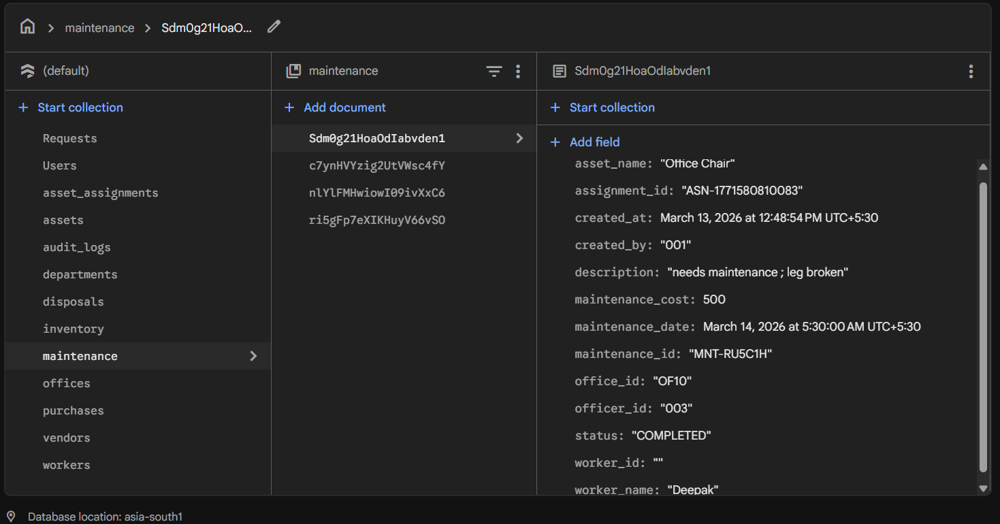 maintenance > Sdm0g21HoaO...
(default)
Start collection
Requests
Users
asset_assignments
assets
audit_logs
departments
disposals
inventory
maintenance
offices
purchases
vendors
workers
maintenance
Add document
Sdm0g21HoaOdIabvden1
c7ynHVYzig2UtVWsc4fY
nlYlFMHwiowI09ivXxC6
ri5gFp7eXIKHuyV66vSO
Sdm0g21HoaOdIabvden1
Start collection
Add field
asset_name: "Office Chair"
assignment_id: "ASN-1771580810083"
created_at: March 13, 2026 at 12:48:54 PM UTC+5:30
created_by: "001"
description: "needs maintenance ; leg broken"
maintenance_cost: 500
maintenance_date: March 14, 2026 at 5:30:00 AM UTC+5:30
maintenance_id: "MNT-RU5C1H"
office_id: "OF10"
officer_id: "003"
status: "COMPLETED"
worker_id: ""
worker_name: "Deepak"
Database location: asia-south1